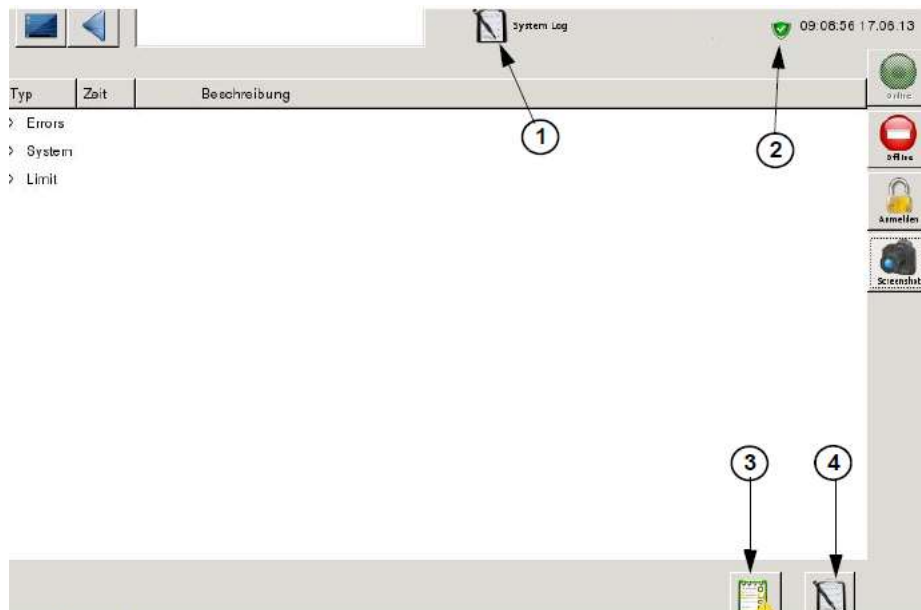 System Log
09:08:56 17.06.13
Typ Zeit Beschreibung
Online
Errors
1
2
System
Offline
Limit
Anmelden
Screenshot
3
4